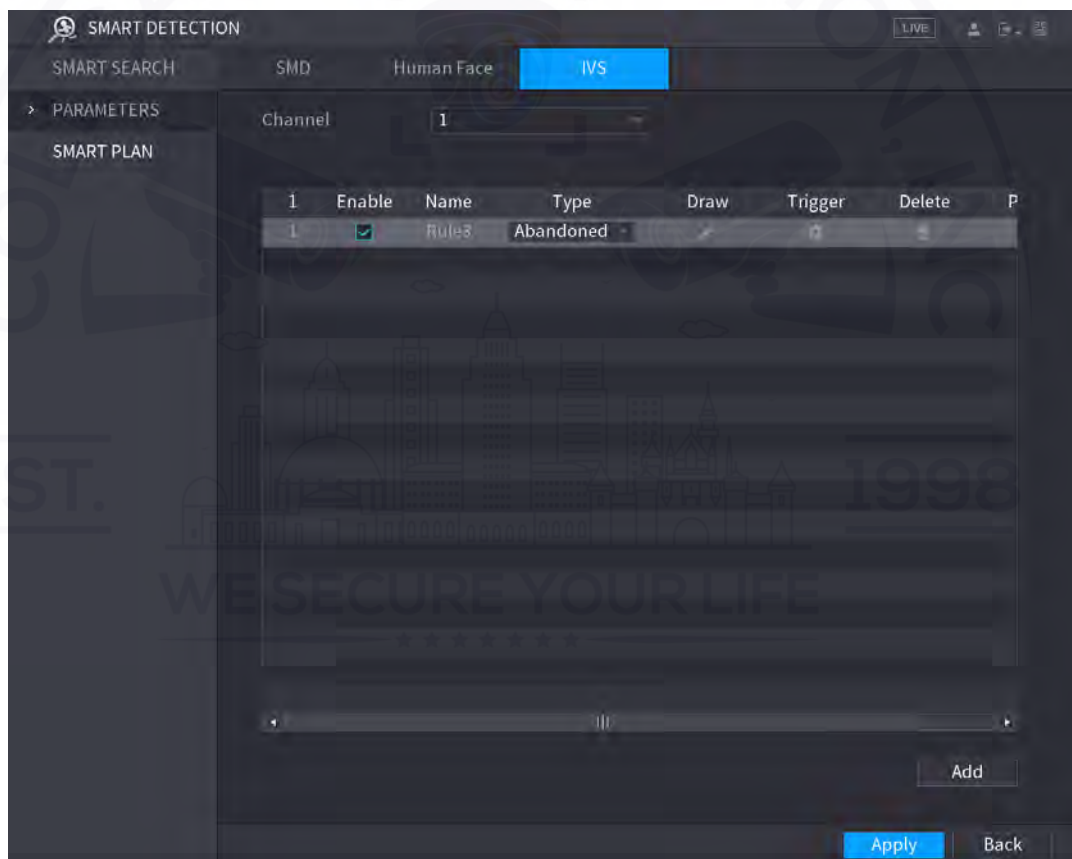 SMART DETECTION LIVE
SMART SEARCH SMD Human Face IVS
PARAMETERS
Channel 1
SMART PLAN
1 Enable Name Type Draw Trigger Delete P
1 Rule3 Abandoned
EST. 1998
WE SECURE YOUR LIFE
Add
Apply Back